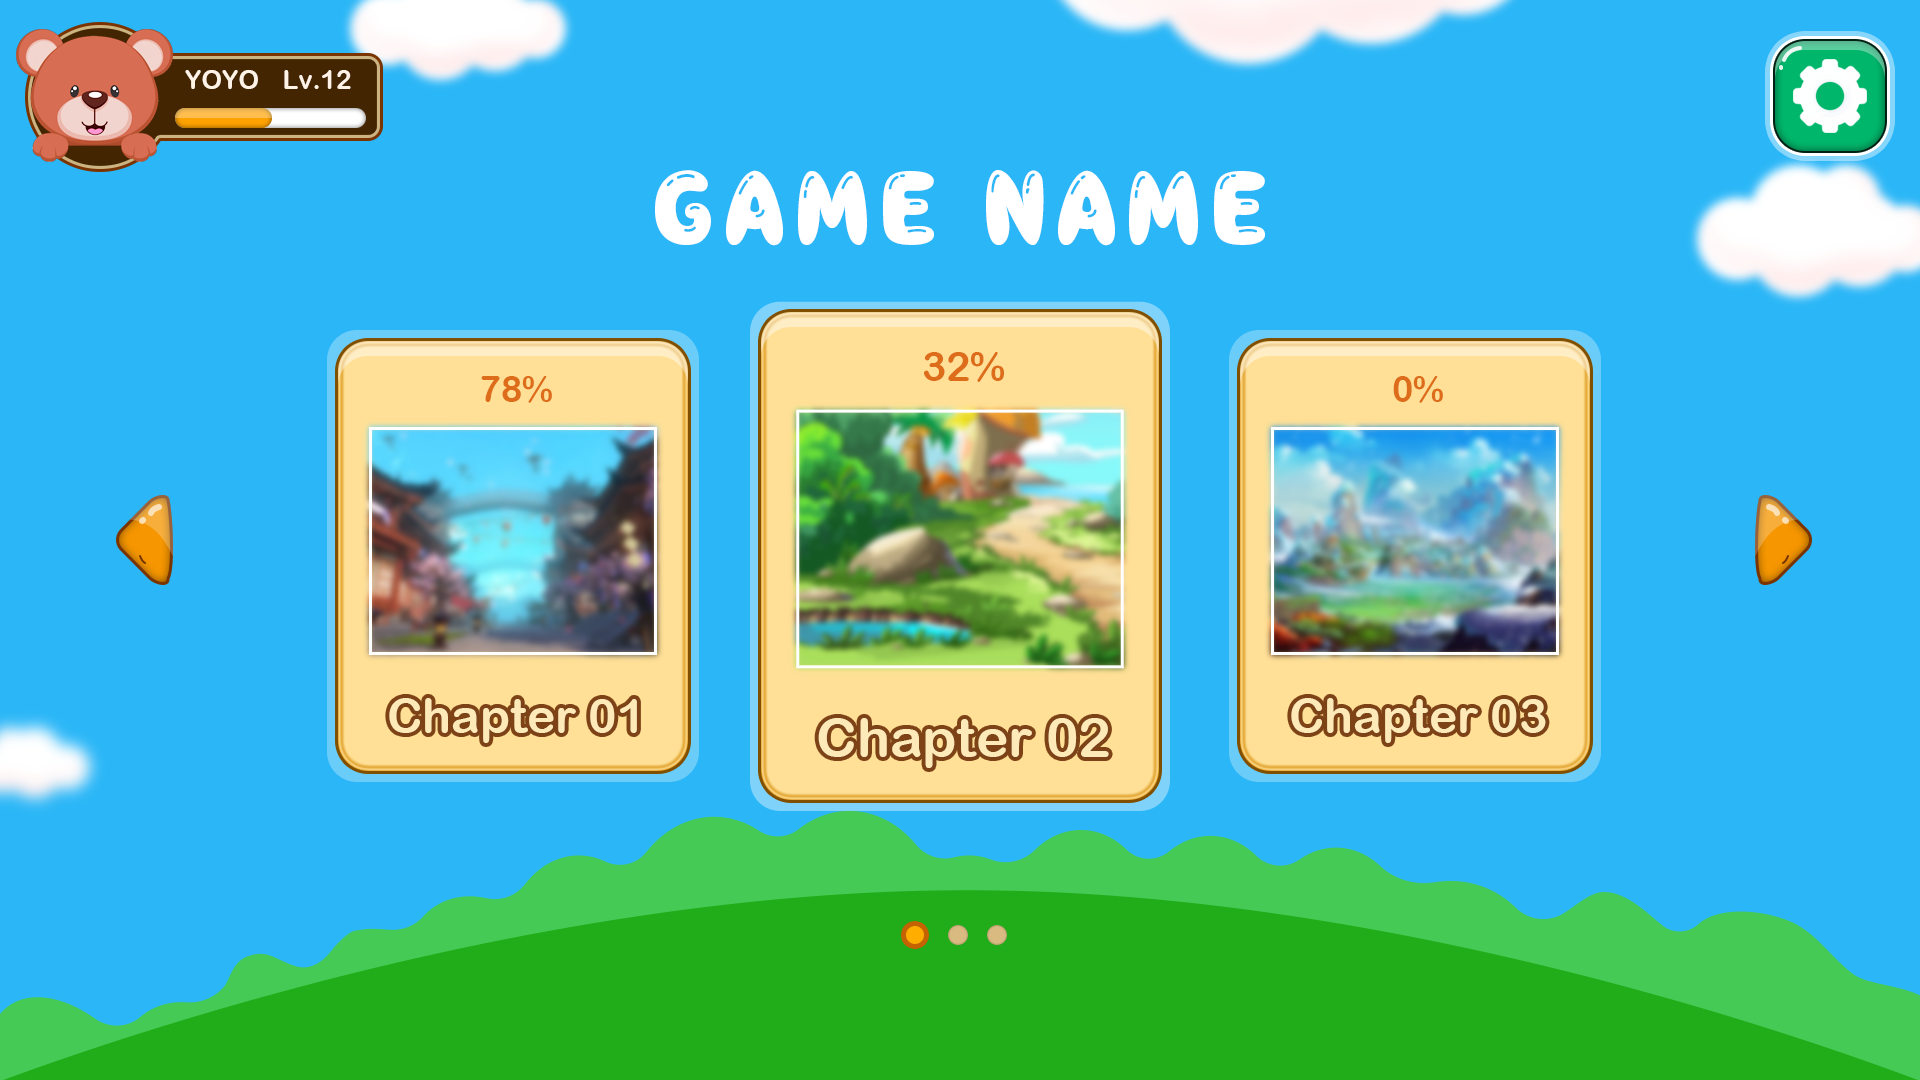 YOYO Lv.12
GAME NAME
78%
Chapter 01
32%
Chapter 02
0%
Chapter 03